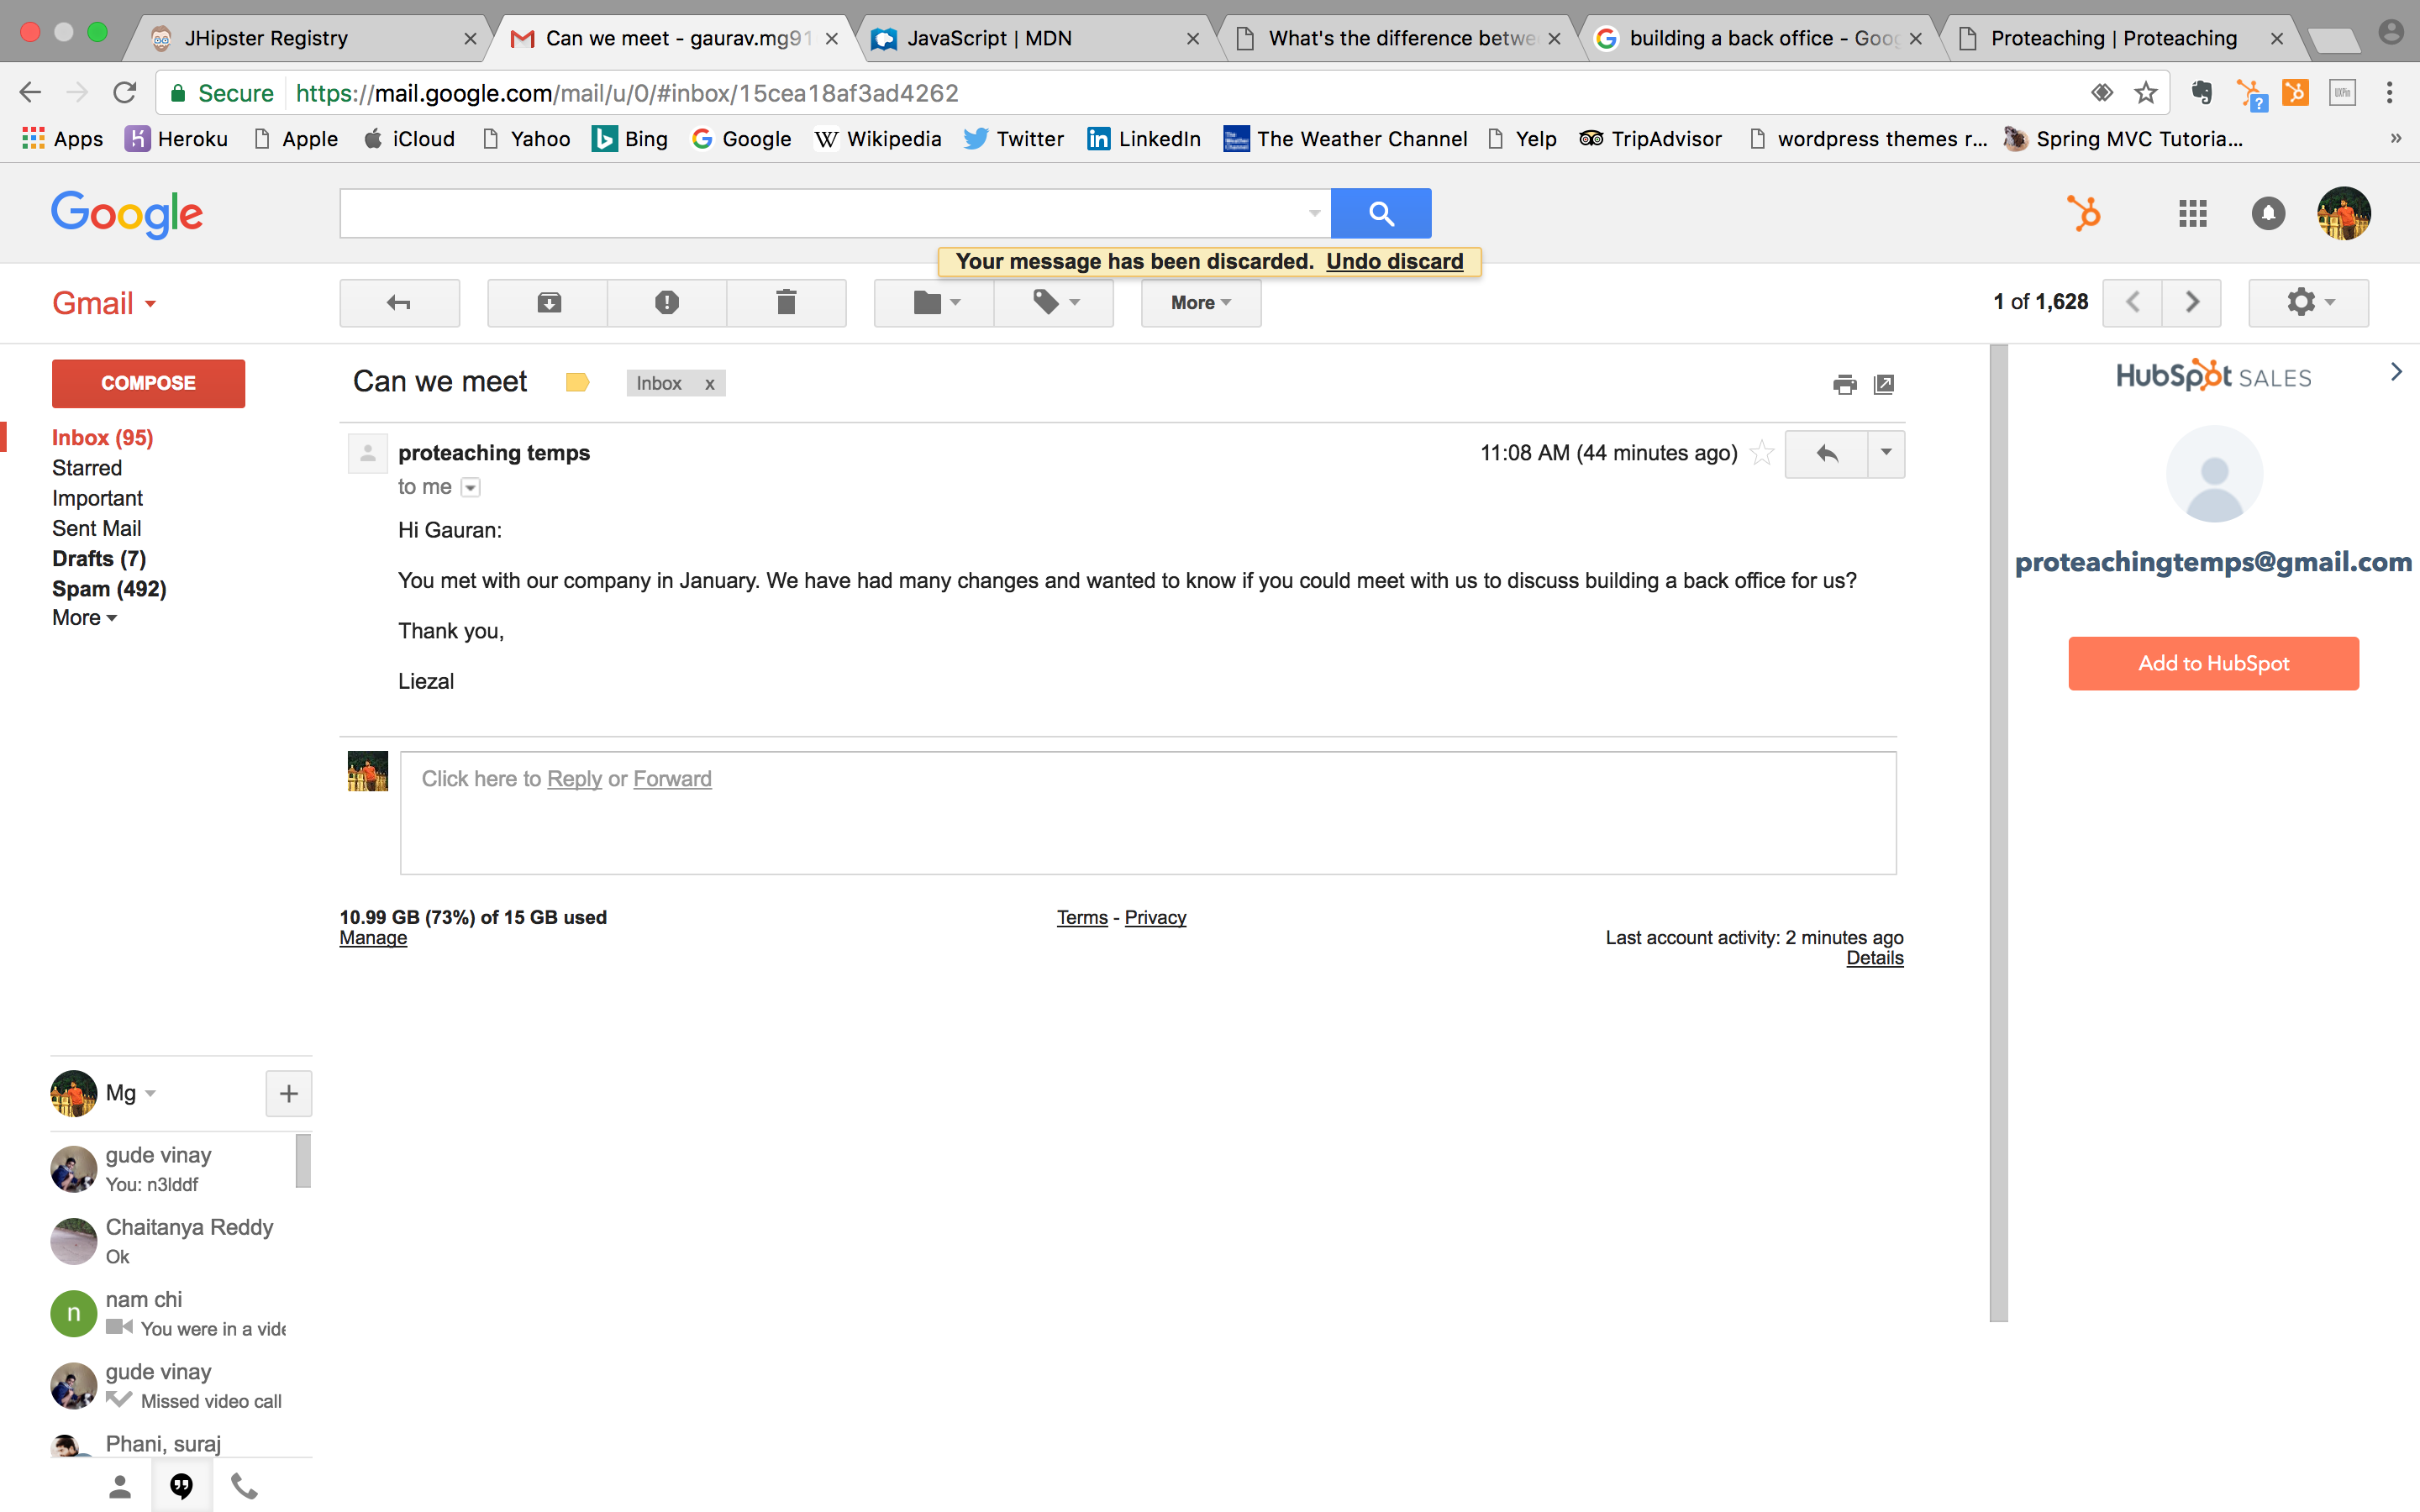 JHipster Registry
Can we meet - gaurav.mg91
JavaScript | MDN
What's the difference betwe
building a back office - Goog
Proteaching | Proteaching
Secure https://mail.google.com/mail/u/0/#inbox/15cea18af3ad4262
Apps Heroku Apple iCloud Yahoo Bing Google Wikipedia Twitter LinkedIn The Weather Channel Yelp TripAdvisor wordpress themes r... Spring MVC Tutoria... »
Google
Your message has been discarded. Undo discard
Gmail
More
1 of 1,628
COMPOSE
Inbox (95)
Starred
Important
Sent Mail
Drafts (7)
Spam (492)
More
Can we meet
Inbox x
proteaching temps
11:08 AM (44 minutes ago)
to me
Hi Gauran:
You met with our company in January. We have had many changes and wanted to know if you could meet with us to discuss building a back office for us?
Thank you,
Liezal
Click here to Reply or Forward
10.99 GB (73%) of 15 GB used
Manage
Terms - Privacy
Last account activity: 2 minutes ago
Details
HubSpot SALES
proteachingtemps@gmail.com
Add to HubSpot
Mg
gude vinay
You: n3lddf
Chaitanya Reddy
Ok
n
nam chi
You were in a vide
gude vinay
Missed video call
Phani, suraj